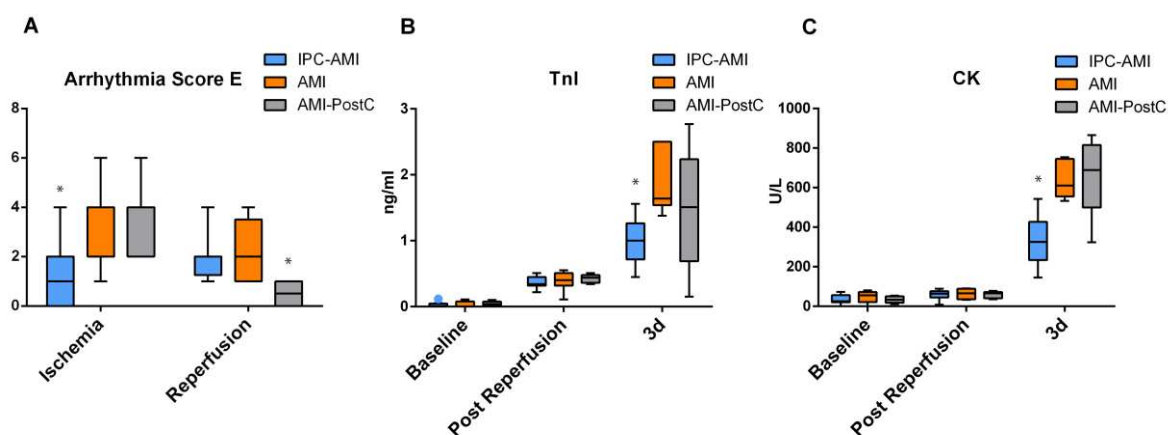 A
Arrhythmia Score E
IPC-AMI
AMI
AMI-PostC
8
6
4
2
0
*
*
Ischemia
Reperfusion
B
TnI
IPC-AMI
AMI
AMI-PostC
ng/ml
3
2
1
0
*
Baseline
Post Reperfusion
3d
C
CK
IPC-AMI
AMI
AMI-PostC
U/L
1000
800
600
400
200
0
*
Baseline
Post Reperfusion
3d